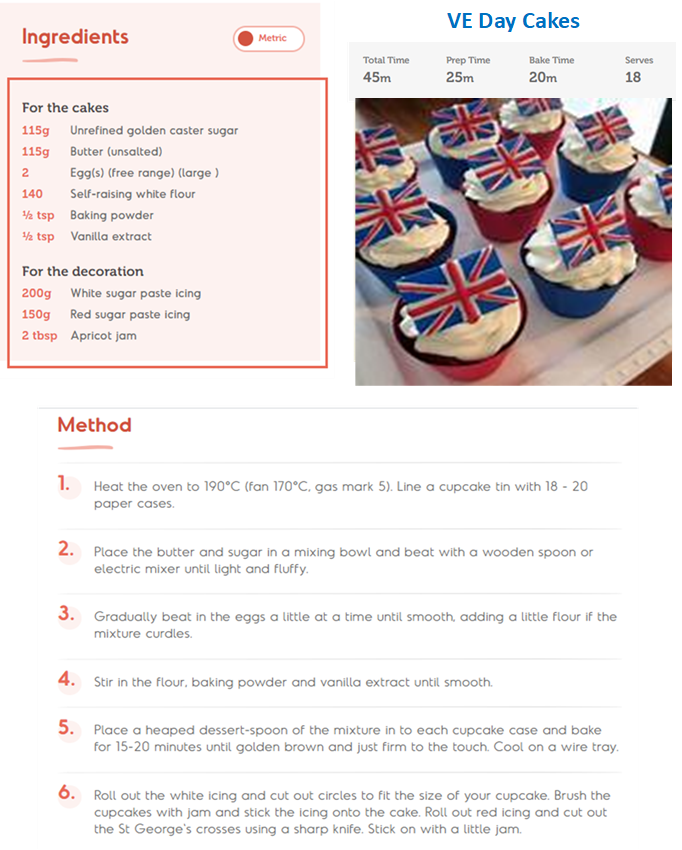 VE Day Cakes
Ingredients
Metric
Total Time Prep Time Bake Time Serves
45m 25m 20m 18
For the cakes
115g Unrefined golden caster sugar
115g Butter (unsalted)
2 Egg(s) (free range) (large )
140 Self-raising white flour
½ tsp Baking powder
½ tsp Vanilla extract
For the decoration
200g White sugar paste icing
150g Red sugar paste icing
2 tbsp Apricot jam
Method
1. Heat the oven to 190°C (fan 170°C, gas mark 5). Line a cupcake tin with 18 - 20
paper cases.
2. Place the butter and sugar in a mixing bowl and beat with a wooden spoon or
electric mixer until light and fluffy.
3. Gradually beat in the eggs a little at a time until smooth, adding a little flour if the
mixture curdles.
4. Stir in the flour, baking powder and vanilla extract until smooth.
5. Place a heaped dessert-spoon of the mixture in to each cupcake case and bake
for 15-20 minutes until golden brown and just firm to the touch. Cool on a wire tray.
6. Roll out the white icing and cut out circles to fit the size of your cupcake. Brush the
cupcakes with jam and stick the icing onto the cake. Roll out red icing and cut out
the St George's crosses using a sharp knife. Stick on with a little jam.